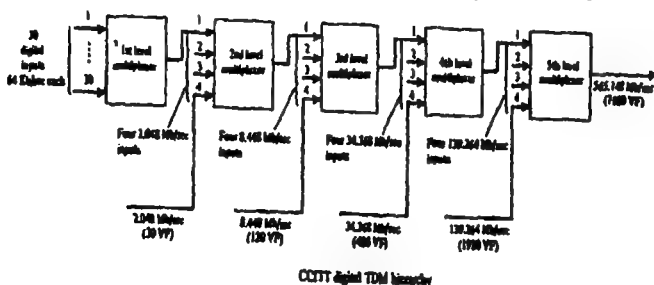 30
digital
inputs
64 Kb/sec each
1
30
1st level
multiplexer
1
2
3
4
2nd level
multiplexer
1
2
3
4
3rd level
multiplexer
1
2
3
4
4th level
multiplexer
1
2
3
4
5th level
multiplexer
565.148 Mb/sec
Four 2.048 Mb/sec
inputs
Four 8.448 Mb/sec
inputs
Four 34.368 Mb/sec
inputs
Four 139.264 Mb/sec
inputs
2.048 Mb/sec
(30 VF)
8.448 Mb/sec
(120 VF)
34.368 Mb/sec
(480 VF)
139.264 Mb/sec
(1920 VF)
CCITT digital TDM hierarchy